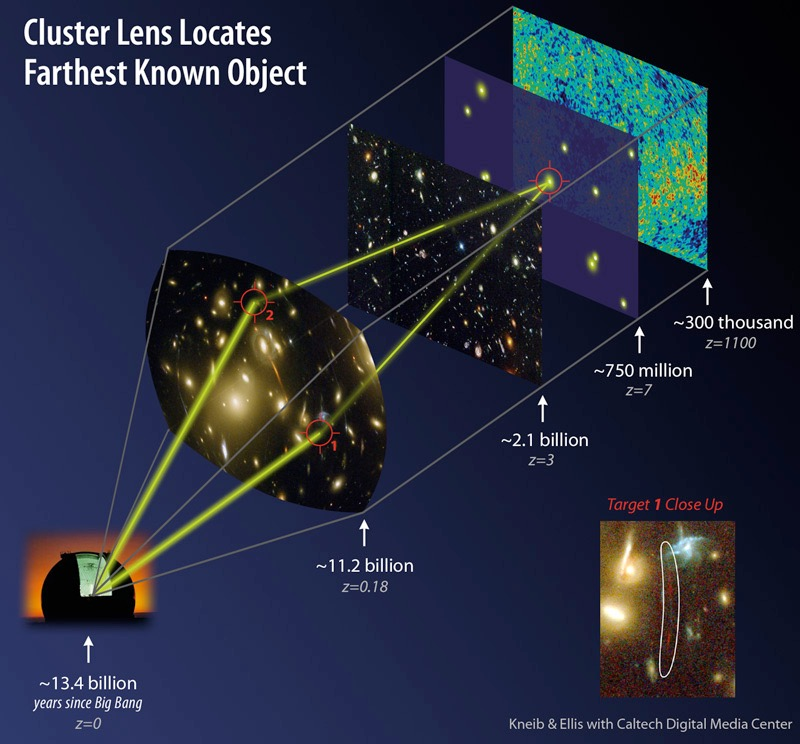 Cluster Lens Locates
Farthest Known Object
~300 thousand
z=1100
~750 million
z=7
~2.1 billion
z=3
2
1
~11.2 billion
z=0.18
Target 1 Close Up
~13.4 billion
years since Big Bang
z=0
Kneib & Ellis with Caltech Digital Media Center